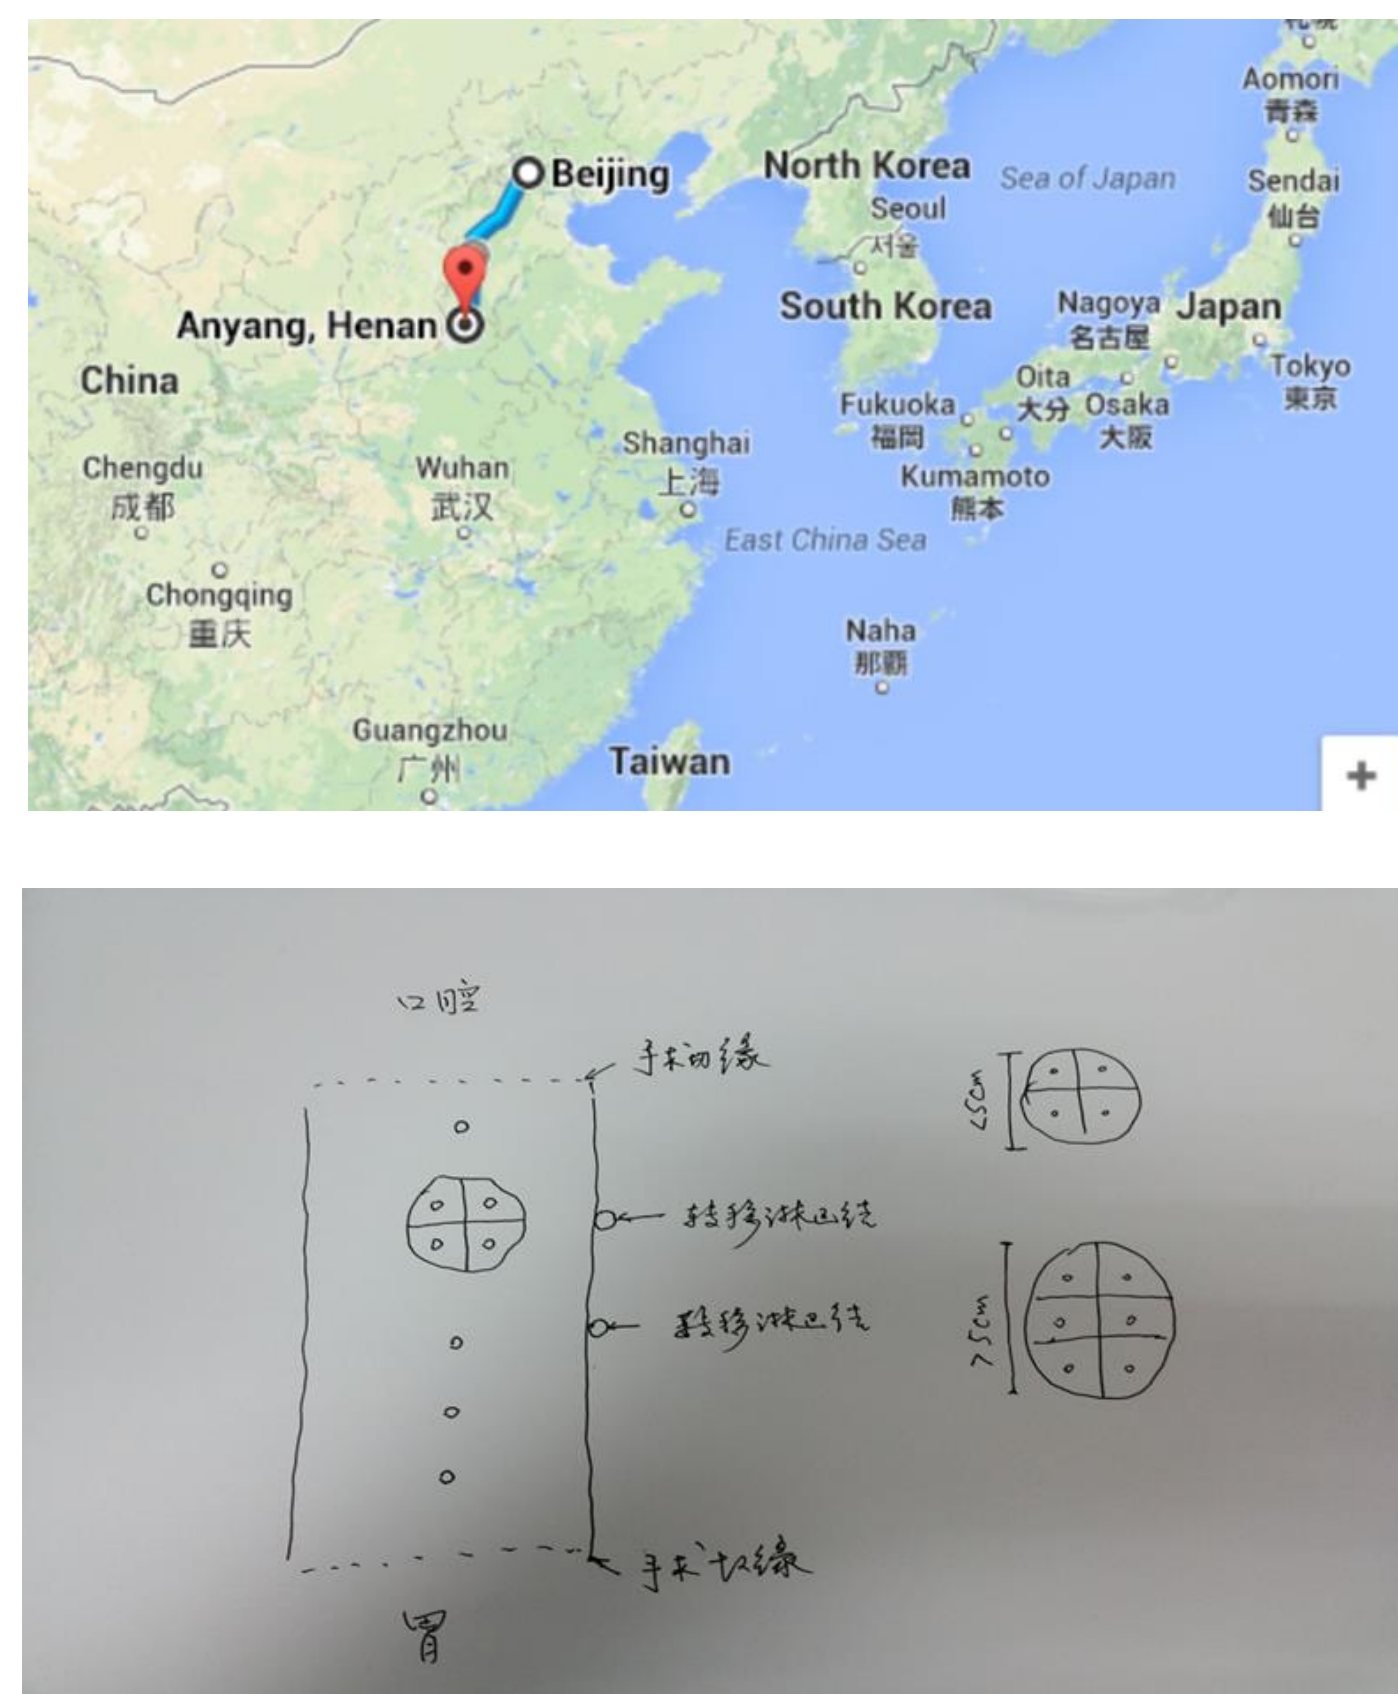 札幌
Aomori
青森
Beijing
North Korea
Sea of Japan
Sendai
仙台
Seoul
서울
Anyang, Henan
South Korea
Nagoya
名古屋
Japan
China
Oita
大分
Tokyo
東京
Fukuoka
福岡
Osaka
大阪
Shanghai
上海
Chengdu
成都
Wuhan
武汉
Kumamoto
熊本
East China Sea
Chongqing
重庆
Naha
那覇
Guangzhou
广州
Taiwan
+
口腔
手术切缘
<5cm
转移淋巴结
转移淋巴结
>5cm
手术切缘
胃